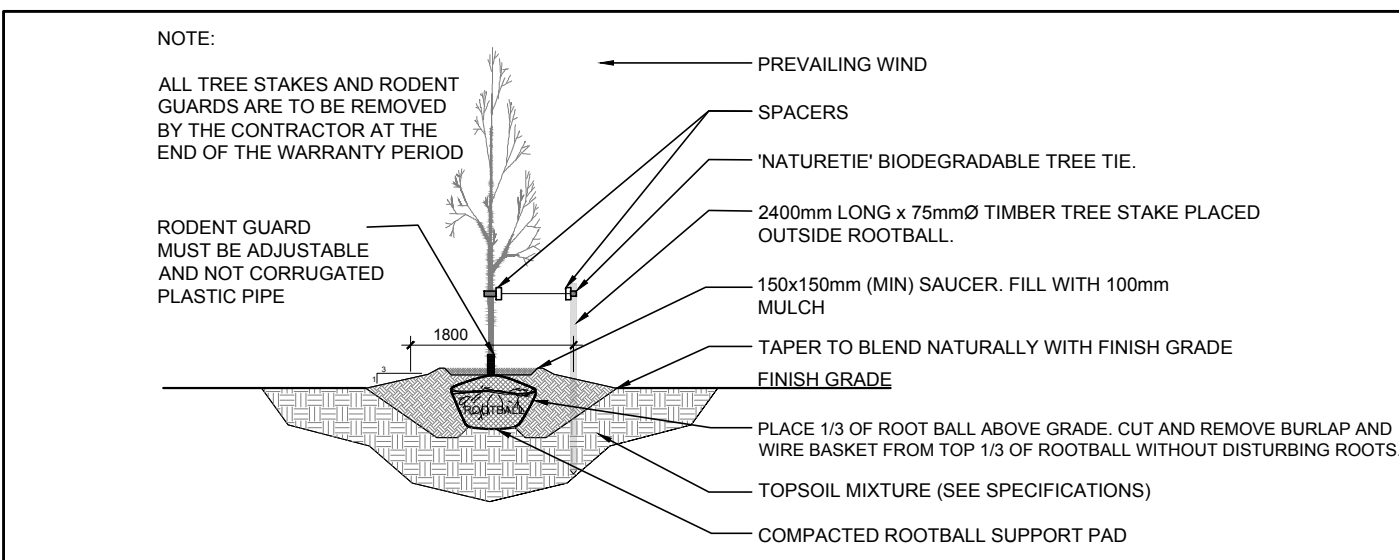 NOTE:
ALL TREE STAKES AND RODENT
GUARDS ARE TO BE REMOVED
BY THE CONTRACTOR AT THE
END OF THE WARRANTY PERIOD
RODENT GUARD
MUST BE ADJUSTABLE
AND NOT CORRUGATED
PLASTIC PIPE
1800
3
1
ROOTBALL
PREVAILING WIND
SPACERS
'NATURETIE' BIODEGRADABLE TREE TIE.
2400mm LONG x 75mmØ TIMBER TREE STAKE PLACED
OUTSIDE ROOTBALL.
150x150mm (MIN) SAUCER. FILL WITH 100mm
MULCH
TAPER TO BLEND NATURALLY WITH FINISH GRADE
FINISH GRADE
PLACE 1/3 OF ROOT BALL ABOVE GRADE. CUT AND REMOVE BURLAP AND
WIRE BASKET FROM TOP 1/3 OF ROOTBALL WITHOUT DISTURBING ROOTS.
TOPSOIL MIXTURE (SEE SPECIFICATIONS)
COMPACTED ROOTBALL SUPPORT PAD